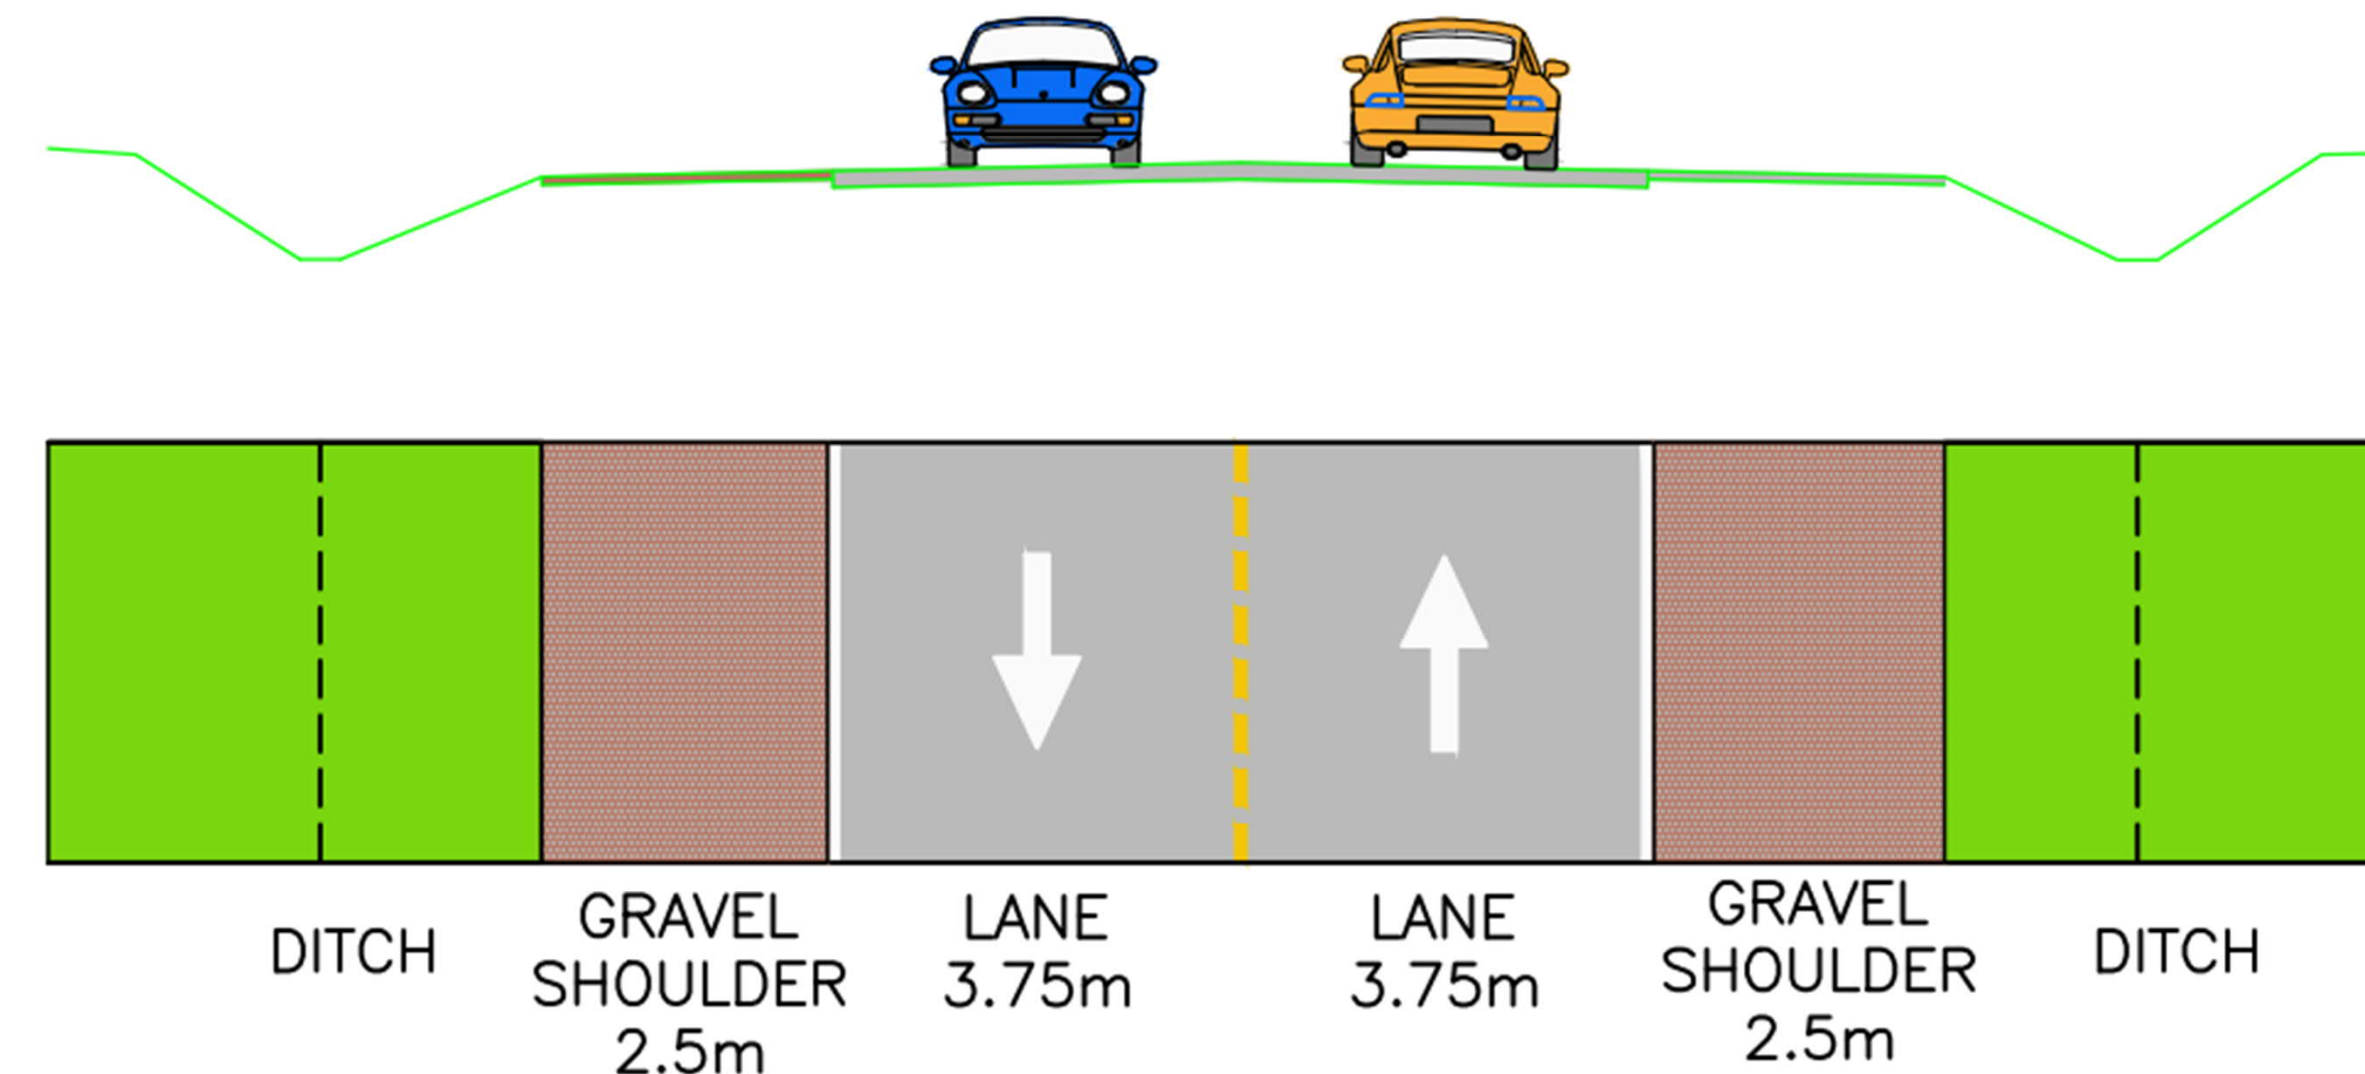 DITCH
GRAVEL
SHOULDER
2.5m
LANE
3.75m
LANE
3.75m
GRAVEL
SHOULDER
2.5m
DITCH